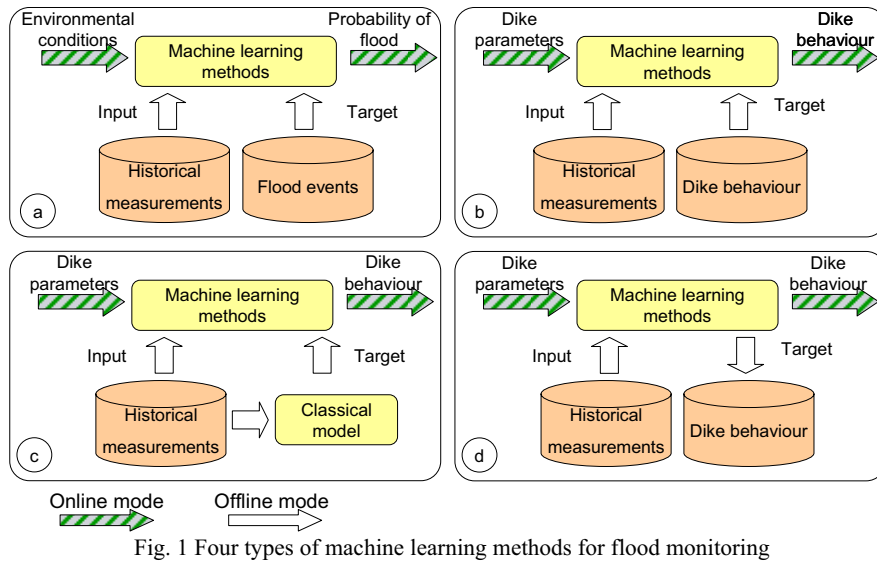 Environmental
conditions
Machine learning
methods
Probability of
flood
Input
Target
Historical
measurements
Flood events
a
Dike
parameters
Machine learning
methods
Dike
behaviour
Input
Target
Historical
measurements
Dike behaviour
b
Dike
parameters
Machine learning
methods
Dike
behaviour
Input
Target
Historical
measurements
Classical
model
c
Dike
parameters
Machine learning
methods
Dike
behaviour
Input
Target
Historical
measurements
Dike behaviour
d
Online mode
Offline mode
Fig. 1 Four types of machine learning methods for flood monitoring